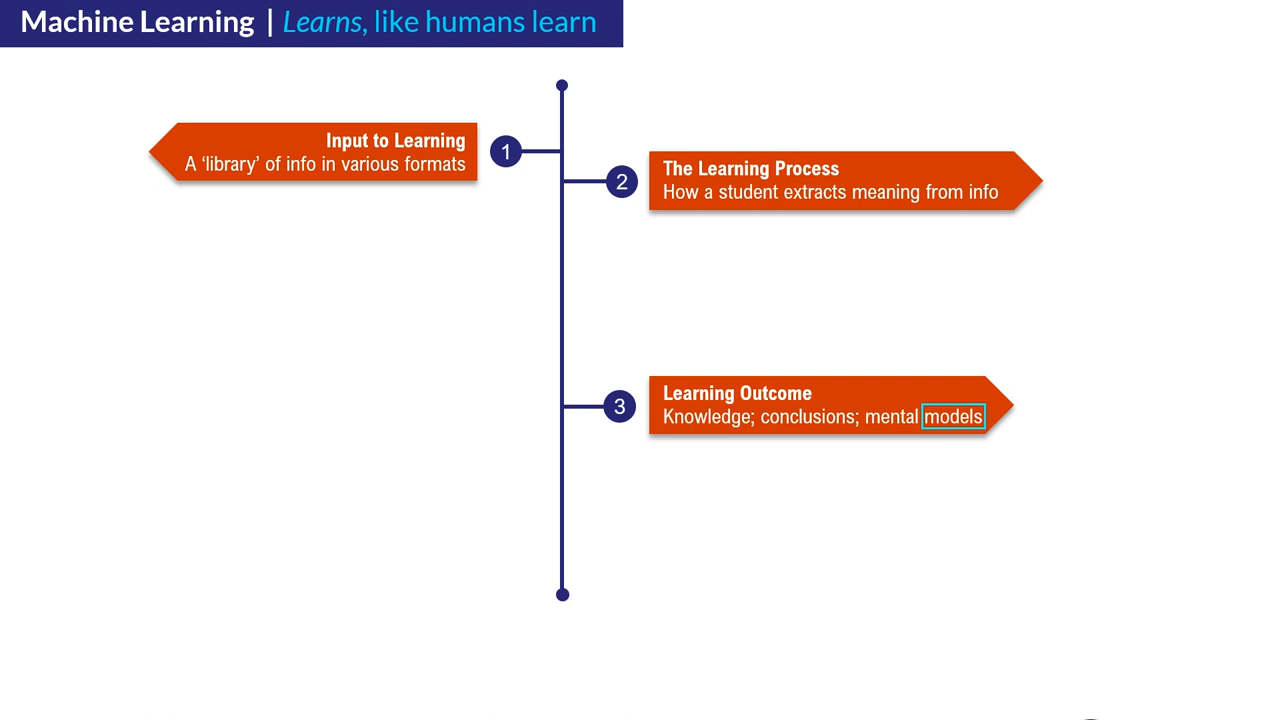 Machine Learning | Learns, like humans learn
Input to Learning
A ‘library’ of info in various formats
1
2
The Learning Process
How a student extracts meaning from info
3
Learning Outcome
Knowledge; conclusions; mental models